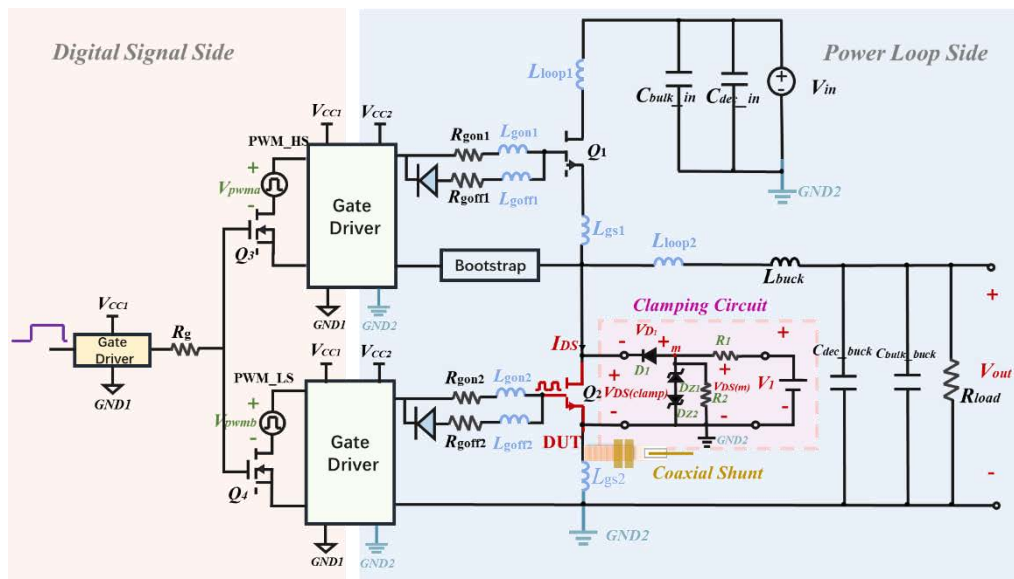 Digital Signal Side
Power Loop Side
Lloop1
Cbulk_in
Cdec_in
Vin
GND2
VCC1
VCC2
PWM_HS
Rgon1
Lgon1
Q1
+
Vpwma
-
Gate
Driver
Rgoff1
Lgoff1
Q3
Lgs1
Lloop2
Bootstrap
Lbuck
GND1
GND2
VCC1
Rg
Gate
Driver
GND1
Clamping Circuit
IDS
- VD1 +
m
R1
+
D1
VCC1
VCC2
PWM_LS
Rgon2
Lgon2
Q2
+
VDS(clamp)
-
DZ1
DZ2
+
VDS(m)
R2
-
V1
-
GND2
Cdec_buck
Cbulk_buck
+
Vout
Rload
-
+
Vpwmb
-
Gate
Driver
Rgoff2
Lgoff2
DUT
Q4
Coaxial Shunt
Lgs2
GND1
GND2
GND2